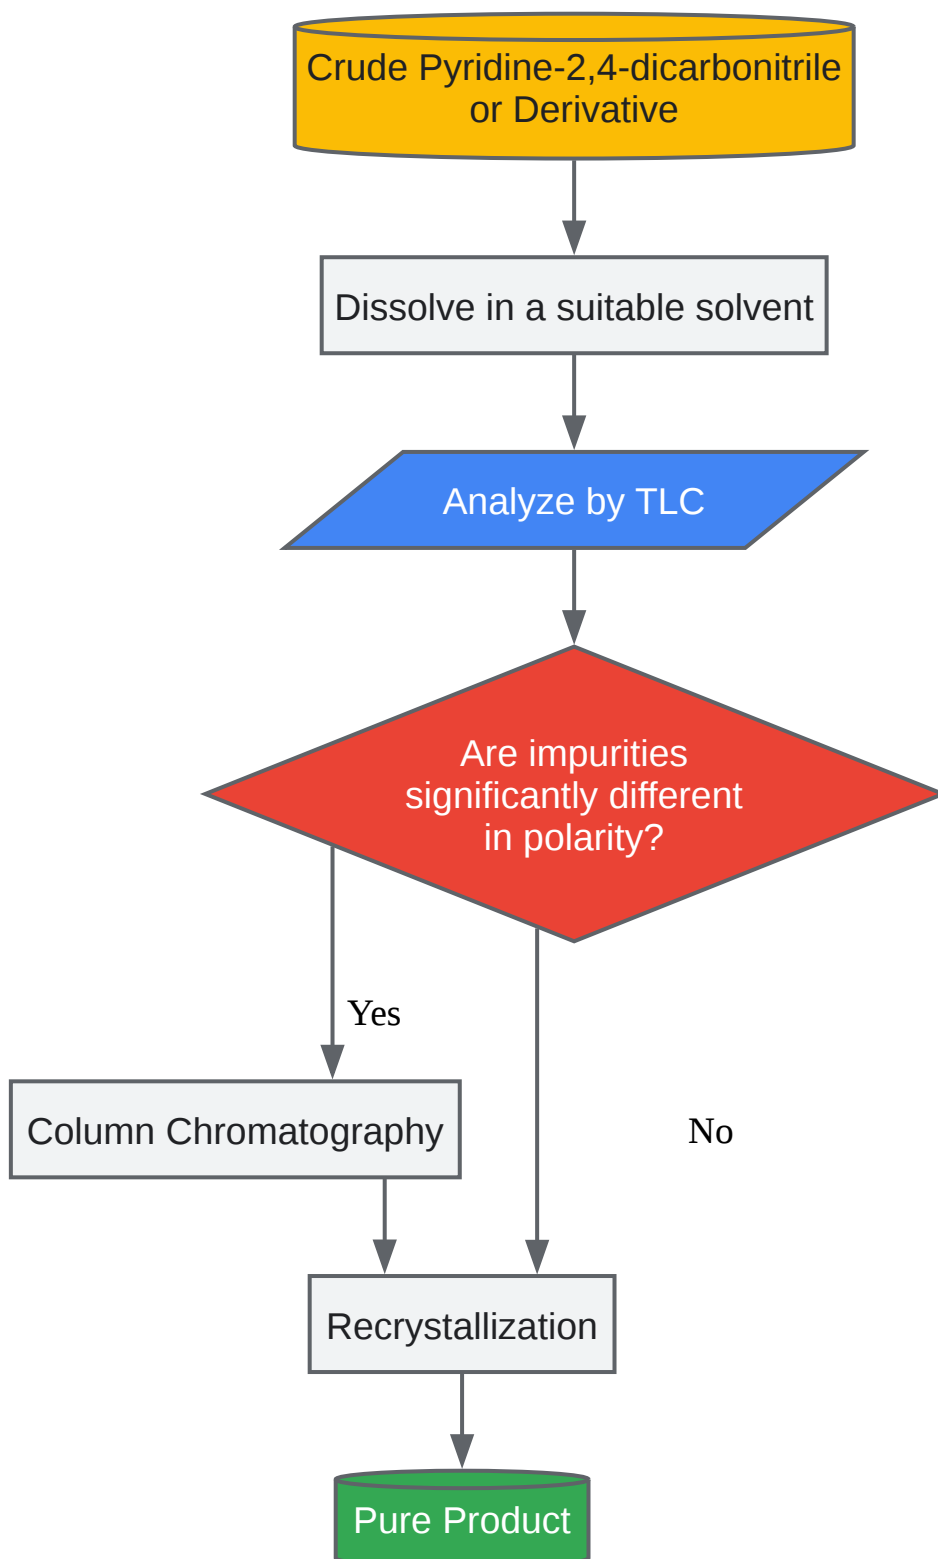 Crude Pyridine-2,4-dicarbonitrile
or Derivative
Dissolve in a suitable solvent
Analyze by TLC
Are impurities
significantly different
in polarity?
Yes
Column Chromatography
No
Recrystallization
Pure Product